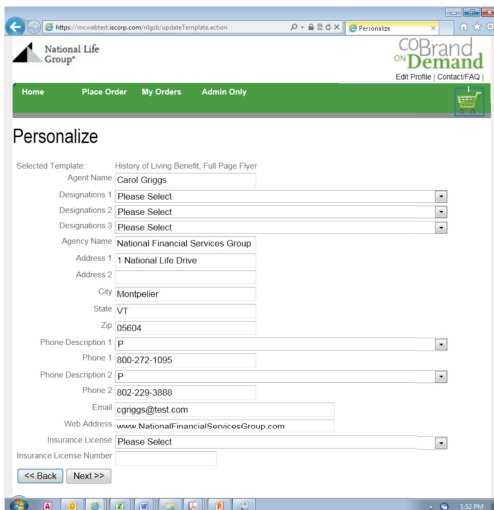 https://mcwebtest.iscorp.com/nlgsb/updateTemplate.action
Personalize
National Life
Group®
COBrand
ON Demand
Edit Profile | Contact/FAQ |
Home Place Order My Orders Admin Only
Personalize
Selected Template: History of Living Benefit, Full Page Flyer
Agent Name Carol Griggs
Designations 1 Please Select
Designations 2 Please Select
Designations 3 Please Select
Agency Name National Financial Services Group
Address 1 1 National Life Drive
Address 2
City Montpelier
State VT
Zip 05604
Phone Description 1 P
Phone 1 800-272-1095
Phone Description 2 P
Phone 2 802-229-3888
Email cgriggs@test.com
Web Address www.NationalFinancialServicesGroup.com
Insurance License Please Select
Insurance License Number
<< Back Next >>
1:52 PM